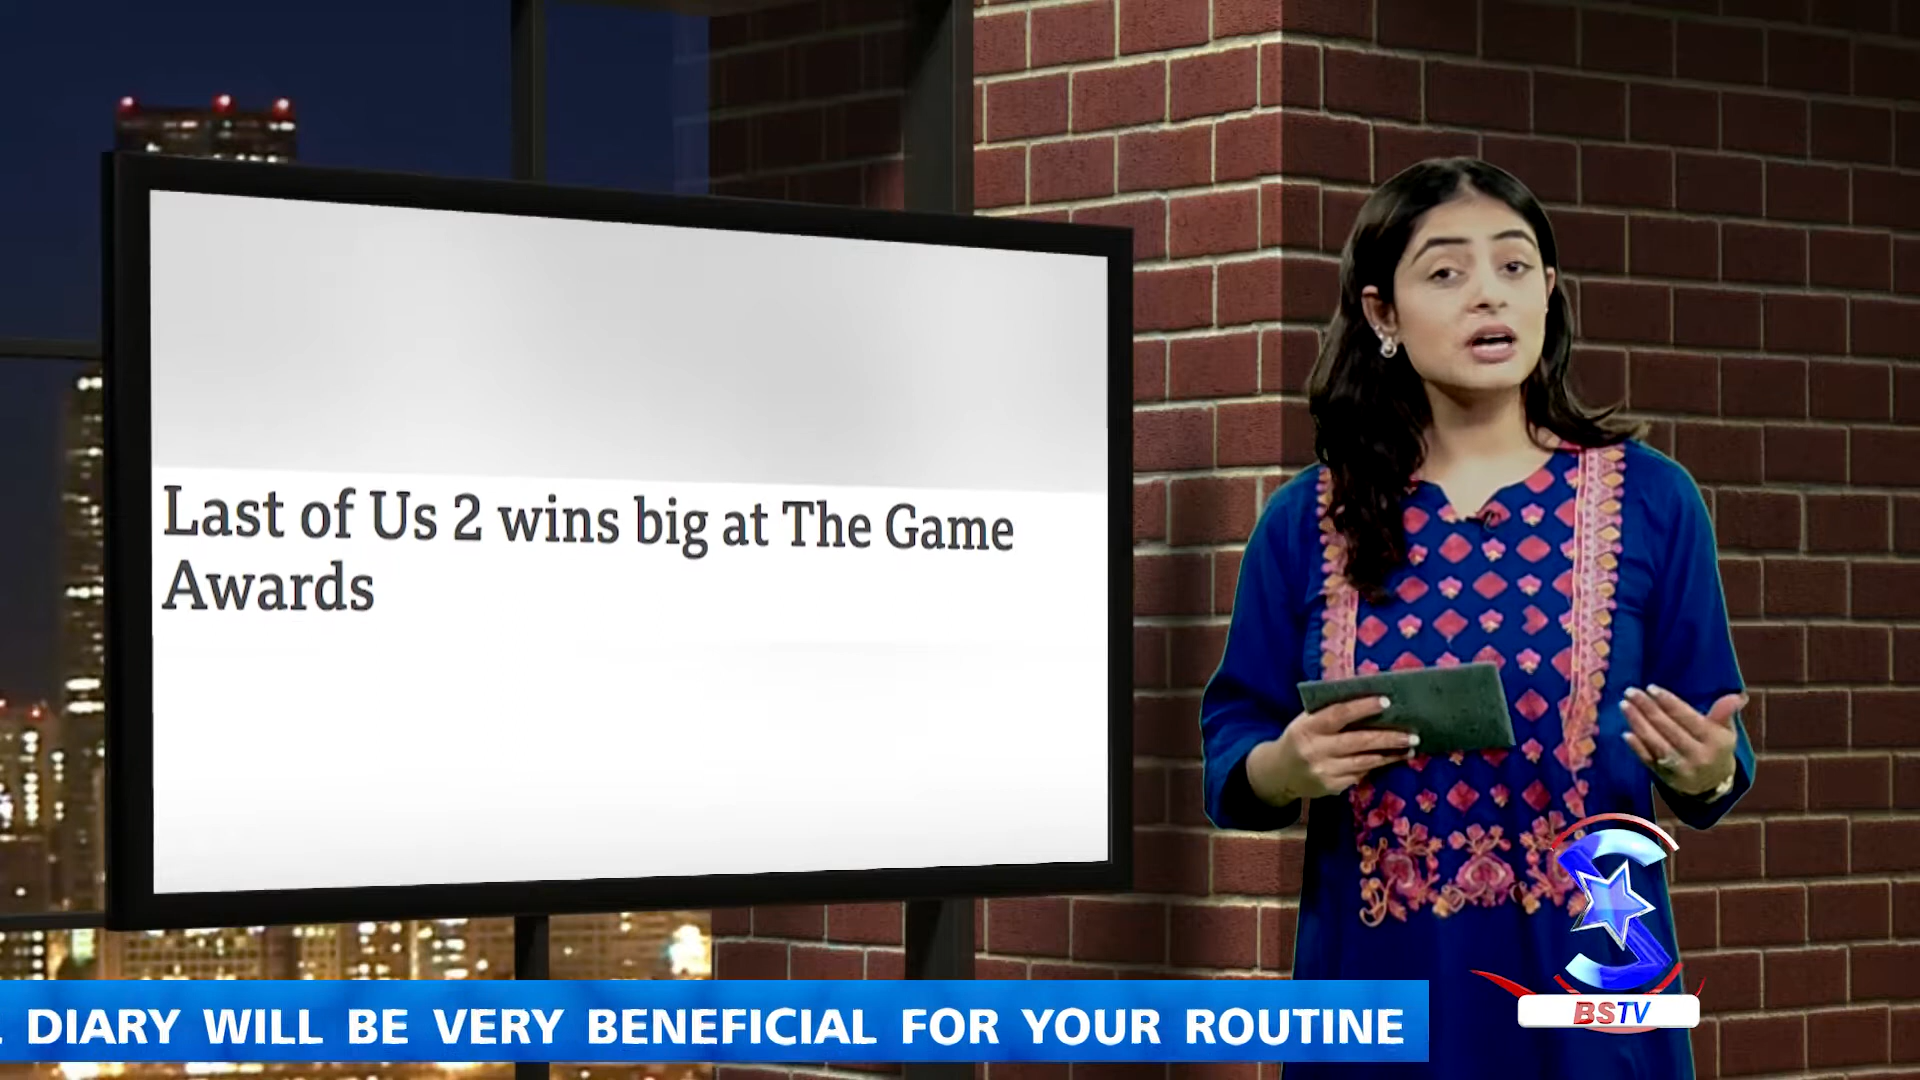 Last of Us 2 wins big at The Game
Awards
DIARY WILL BE VERY BENEFICIAL FOR YOUR ROUTINE
BSTV